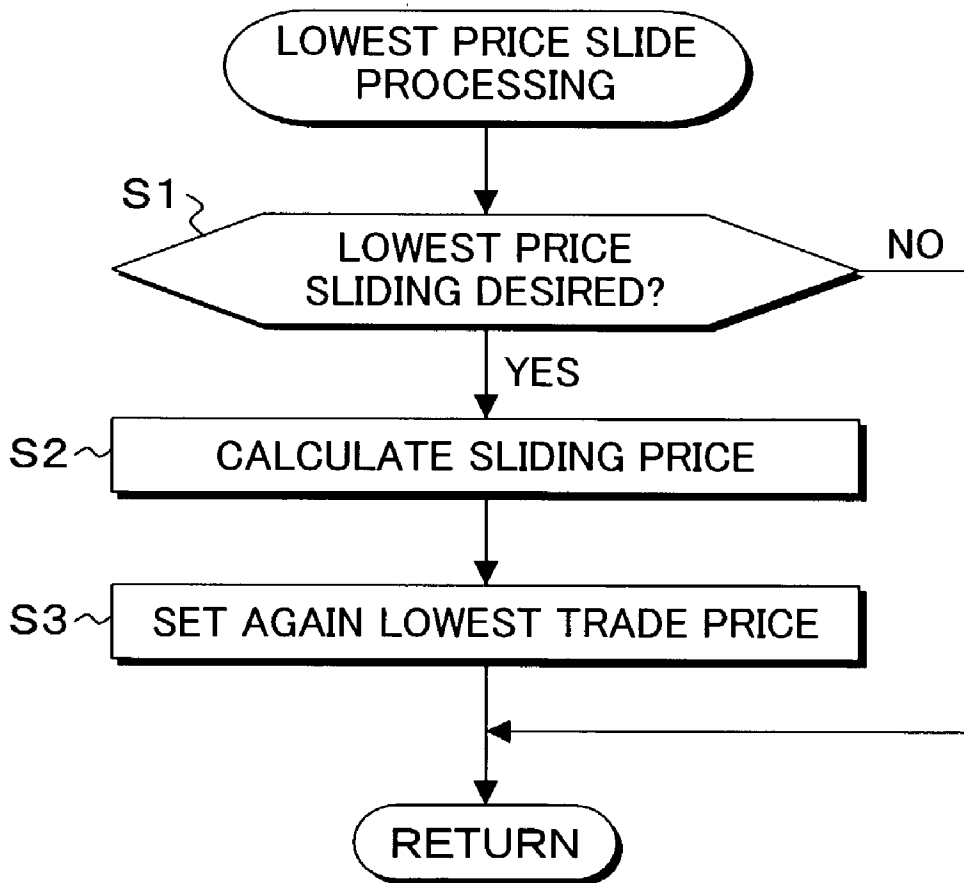 LOWEST PRICE SLIDE
PROCESSING
S1
LOWEST PRICE
SLIDING DESIRED?
NO
YES
S2
CALCULATE SLIDING PRICE
S3
SET AGAIN LOWEST TRADE PRICE
RETURN